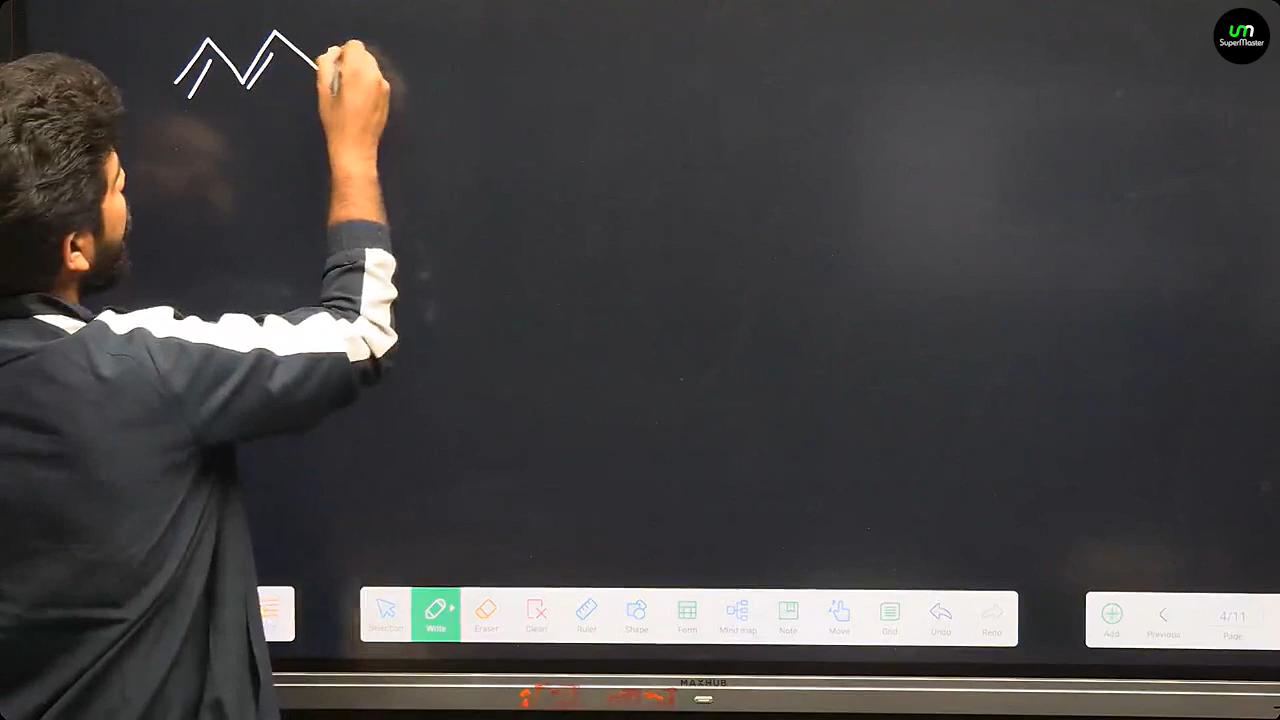 um
SuperMaster
Selection
Write
Eraser
Clean
Ruler
Shape
Form
Mind map
Note
Move
Grid
Undo
Redo
Add
Previous
4/11
Page
MAXHUB